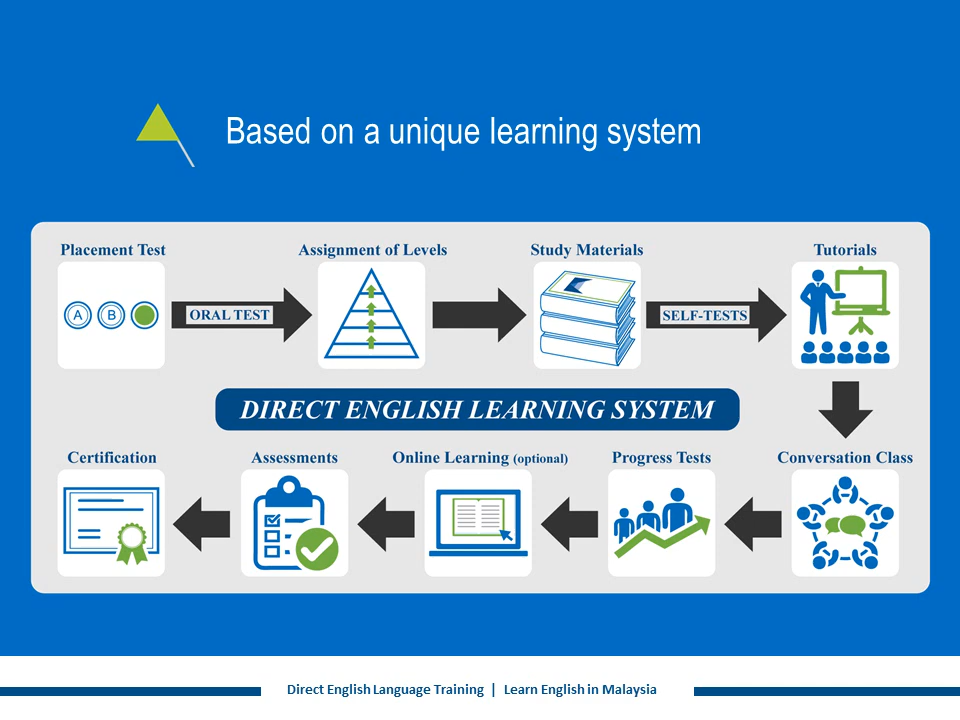 Based on a unique learning system
Placement Test
Assignment of Levels
Study Materials
Tutorials
A B
ORAL TEST
SELF-TESTS
DIRECT ENGLISH LEARNING SYSTEM
Certification
Assessments
Online Learning (optional)
Progress Tests
Conversation Class
Direct English Language Training | Learn English in Malaysia